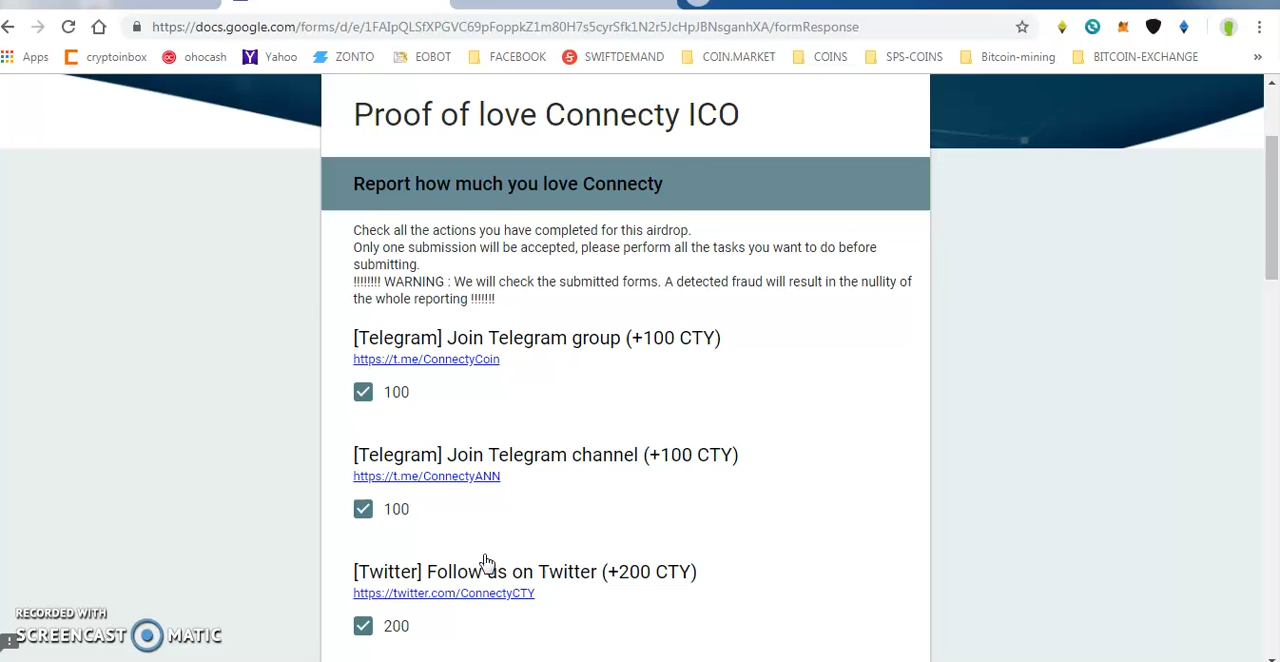 https://docs.google.com/forms/d/e/1FAIpQLSfXPGVC69pFoppkZ1m80H7s5cyrSfk1N2r5JcHpJBNsganhXA/formResponse
Apps cryptoinbox ohocash Yahoo ZONTO EOBOT FACEBOOK SWIFTDEMAND COIN.MARKET COINS SPS-COINS Bitcoin-mining BITCOIN-EXCHANGE »
Proof of love Connecty ICO
Report how much you love Connecty
Check all the actions you have completed for this airdrop.
Only one submission will be accepted, please perform all the tasks you want to do before
submitting.
!!!!!!!! WARNING : We will check the submitted forms. A detected fraud will result in the nullity of
the whole reporting !!!!!!!
[Telegram] Join Telegram group (+100 CTY)
https://t.me/ConnectyCoin
100
[Telegram] Join Telegram channel (+100 CTY)
https://t.me/ConnectyANN
100
[Twitter] Follow us on Twitter (+200 CTY)
https://twitter.com/ConnectyCTY
200
RECORDED WITH
SCREENCAST MATIC